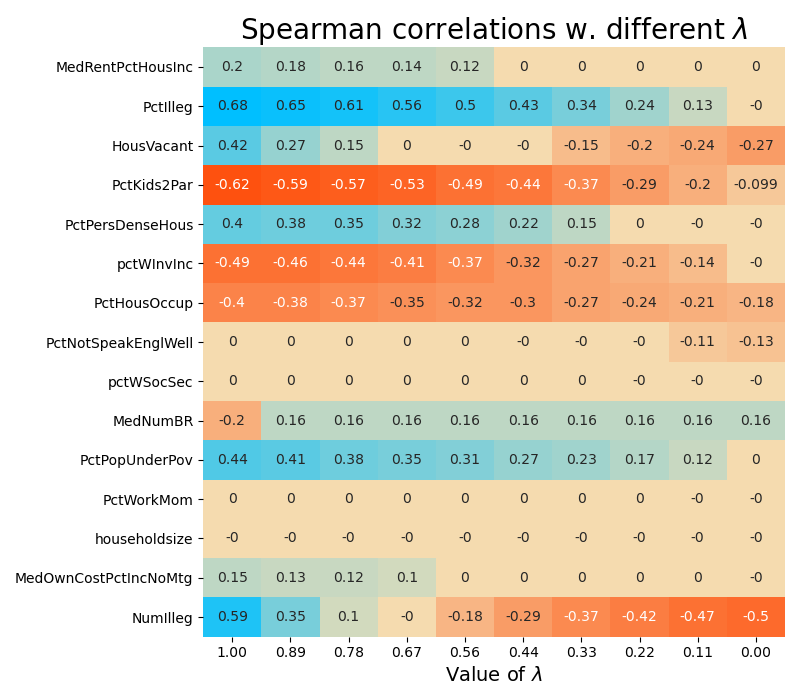 Spearman correlations w. different λ
MedRentPctHousInc 0.2 0.18 0.16 0.14 0.12 0 0 0 0 0
PctIlleg 0.68 0.65 0.61 0.56 0.5 0.43 0.34 0.24 0.13 -0
HousVacant 0.42 0.27 0.15 0 -0 -0 -0.15 -0.2 -0.24 -0.27
PctKids2Par -0.62 -0.59 -0.57 -0.53 -0.49 -0.44 -0.37 -0.29 -0.2 -0.099
PctPersDenseHous 0.4 0.38 0.35 0.32 0.28 0.22 0.15 0 -0 -0
pctWInvInc -0.49 -0.46 -0.44 -0.41 -0.37 -0.32 -0.27 -0.21 -0.14 -0
PctHousOccup -0.4 -0.38 -0.37 -0.35 -0.32 -0.3 -0.27 -0.24 -0.21 -0.18
PctNotSpeakEnglWell 0 0 0 0 0 -0 -0 -0 -0.11 -0.13
pctWSocSec 0 0 0 0 0 0 0 -0 -0 -0
MedNumBR -0.2 0.16 0.16 0.16 0.16 0.16 0.16 0.16 0.16 0.16
PctPopUnderPov 0.44 0.41 0.38 0.35 0.31 0.27 0.23 0.17 0.12 0
PctWorkMom 0 0 0 0 0 0 0 0 -0 -0
householdsize -0 -0 -0 -0 -0 -0 -0 -0 -0 -0
MedOwnCostPctIncNoMtg 0.15 0.13 0.12 0.1 0 0 0 0 0 -0
NumIlleg 0.59 0.35 0.1 -0 -0.18 -0.29 -0.37 -0.42 -0.47 -0.5
1.00 0.89 0.78 0.67 0.56 0.44 0.33 0.22 0.11 0.00
Value of λ